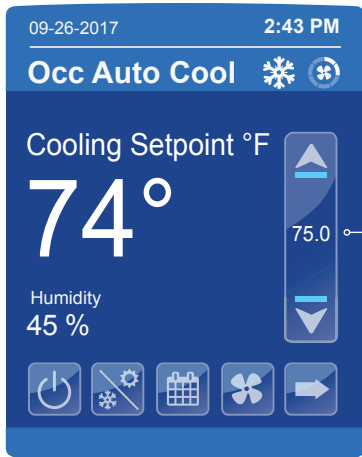 09-26-2017 2:43 PM
Occ Auto Cool
Cooling Setpoint °F
74°
75.0
Humidity
45 %